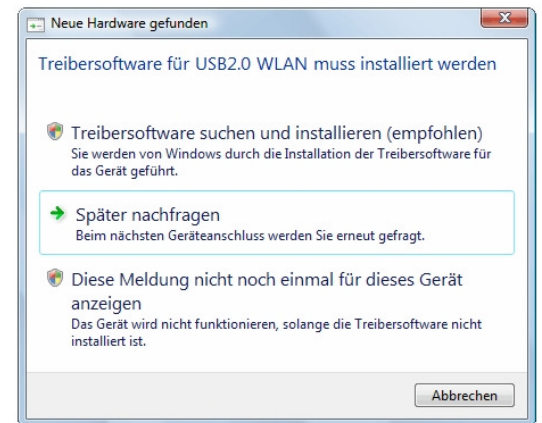 Neue Hardware gefunden
Treibersoftware für USB2.0 WLAN muss installiert werden
Treibersoftware suchen und installieren (empfohlen)
Sie werden von Windows durch die Installation der Treibersoftware für
das Gerät geführt.
Später nachfragen
Beim nächsten Geräteanschluss werden Sie erneut gefragt.
Diese Meldung nicht noch einmal für dieses Gerät
anzeigen
Das Gerät wird nicht funktionieren, solange die Treibersoftware nicht
installiert ist.
Abbrechen